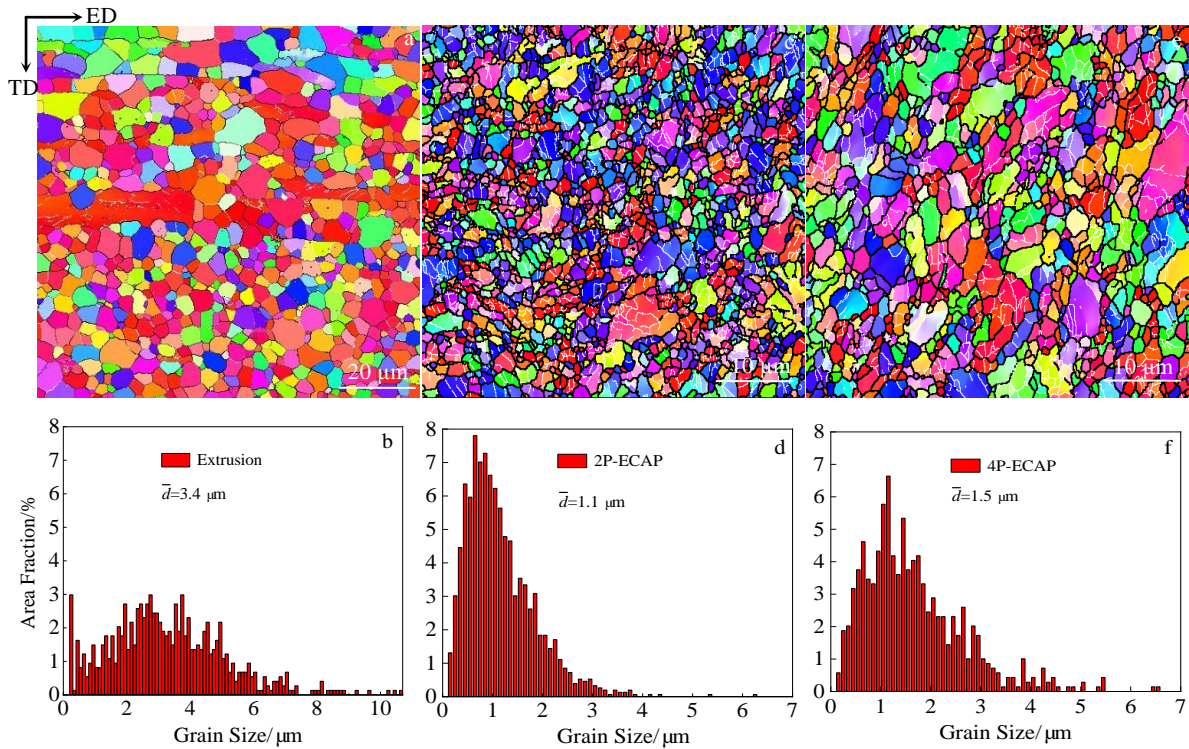 ED
TD
a
c
e
20 μm
10 μm
10 μm
b
Extrusion
d̅=3.4 μm
Area Fraction/%
8
7
6
5
4
3
2
1
0
0 2 4 6 8 10
Grain Size/μm
d
2P-ECAP
d̅=1.1 μm
8
7
6
5
4
3
2
1
0
0 1 2 3 4 5 6 7
Grain Size/μm
f
4P-ECAP
d̅=1.5 μm
8
7
6
5
4
3
2
1
0
0 1 2 3 4 5 6 7
Grain Size/μm